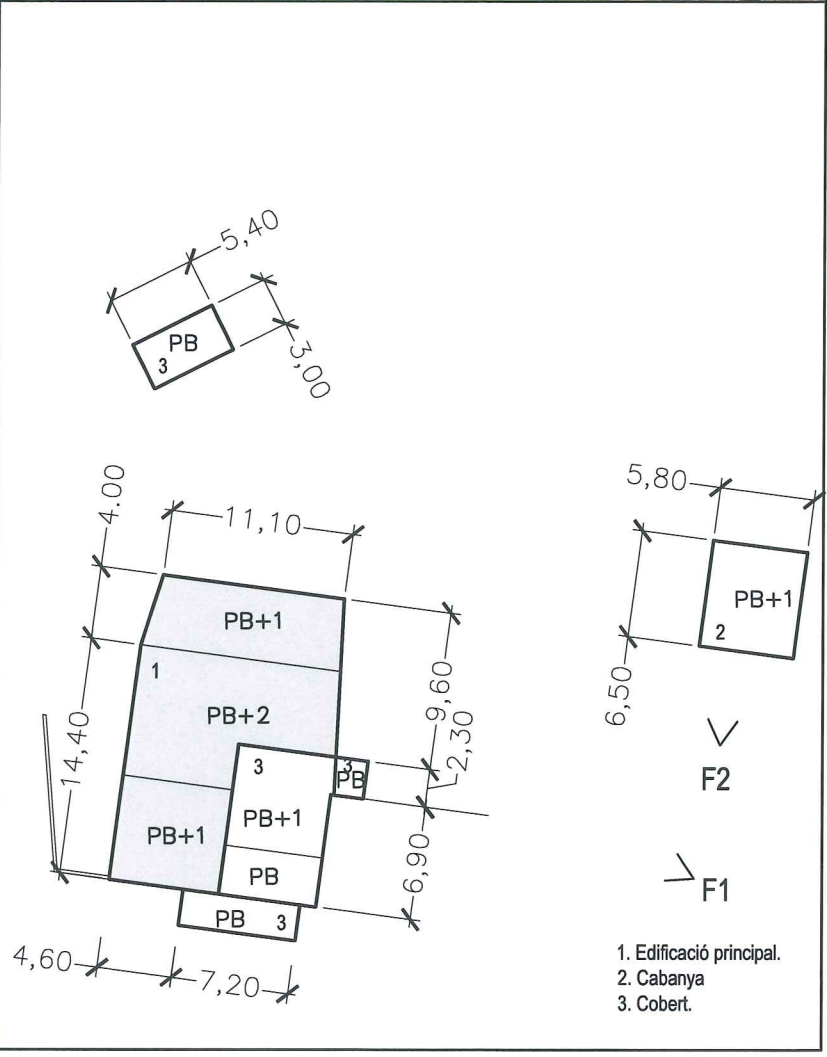 5,40
PB
3
3,00
4.00
11,10
5,80
PB+1
PB+1
2
1
6,50
PB+2
9,60
2,30
14,40
3
3
PB
F2
PB+1
PB+1
PB
6,90
F1
PB 3
4,60
7,20
1. Edificació principal.
2. Cabanya
3. Cobert.